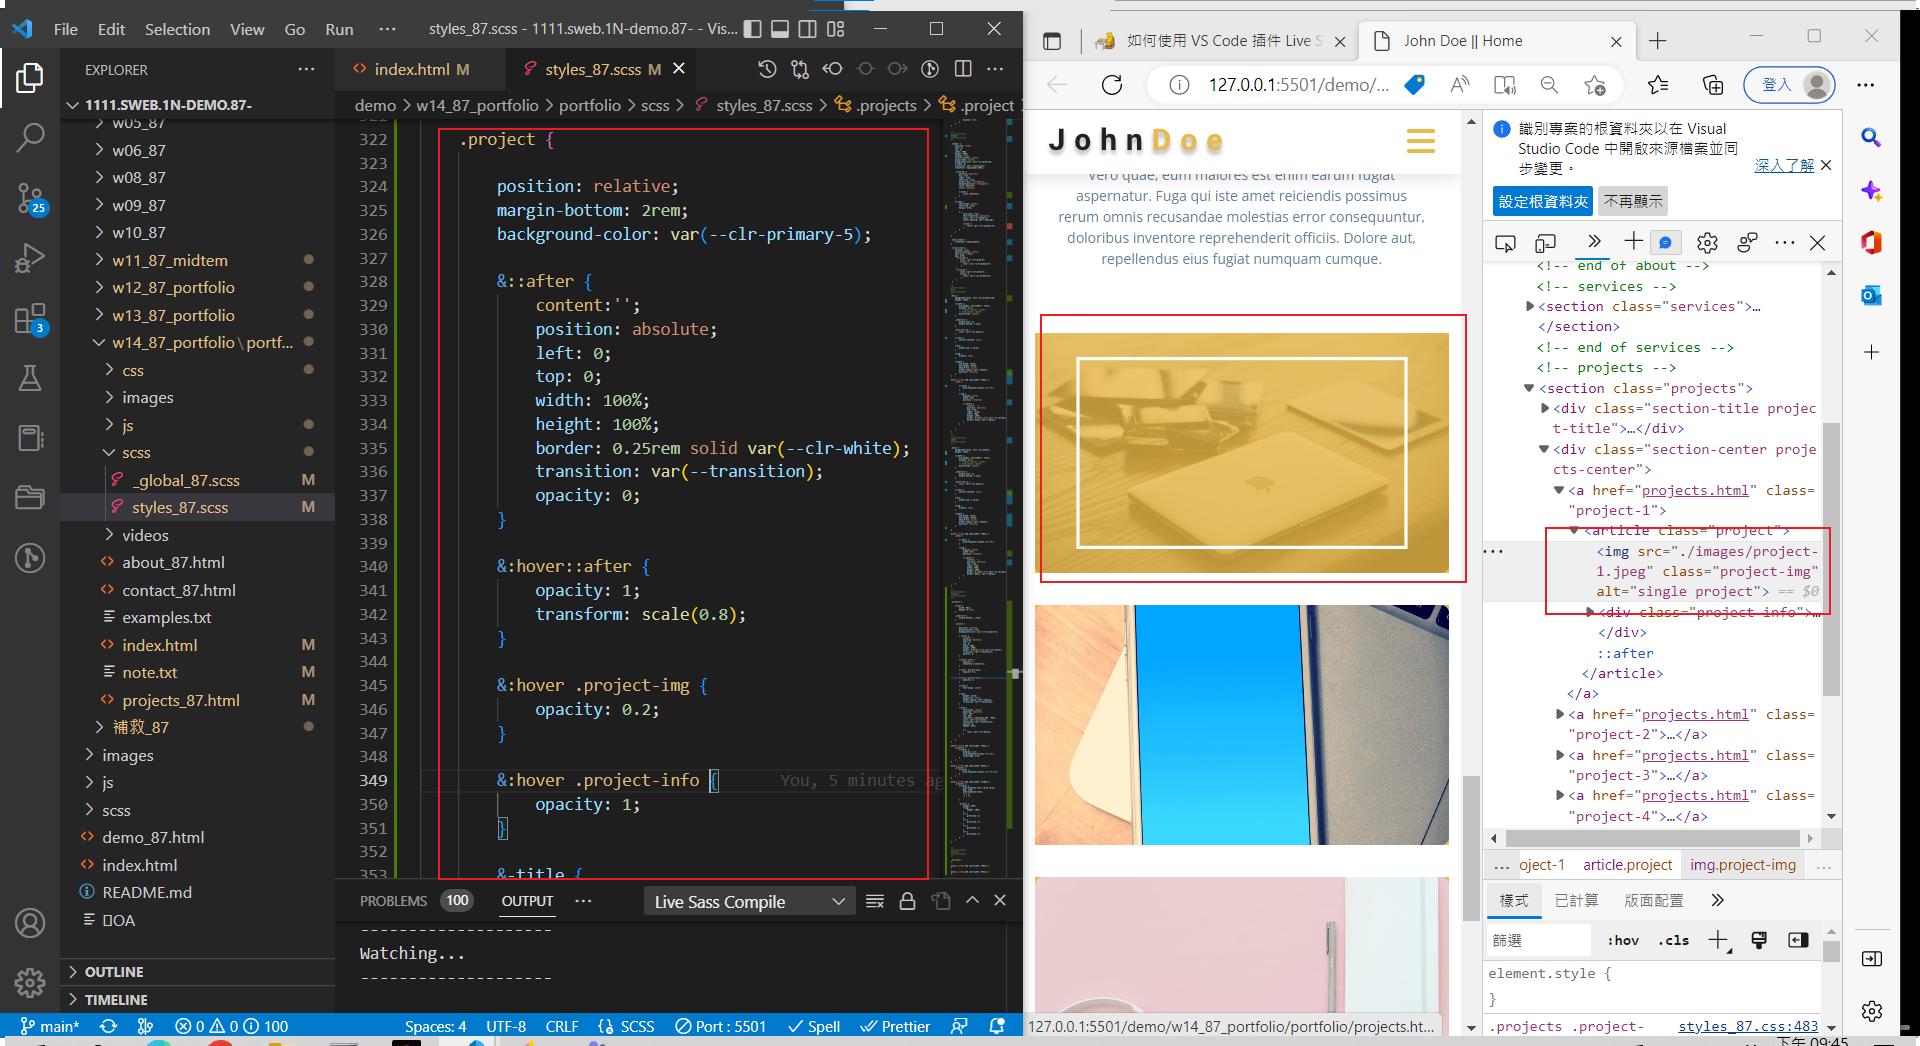 File Edit Selection View Go Run ··· styles_87.scss - 1111.sweb.1N-demo.87- - Vis...
EXPLORER ···
1111.SWEB.1N-DEMO.87-
w05_87
w06_87
w08_87
w09_87
w10_87
w11_87_midtem
w12_87_portfolio
w13_87_portfolio
w14_87_portfolio\portf...
css
images
js
scss
_global_87.scss M
styles_87.scss M
videos
about_87.html
contact_87.html
examples.txt
index.html M
note.txt M
projects_87.html M
補救_87
images
js
scss
demo_87.html
index.html
README.md
OA
OUTLINE
TIMELINE
25
3
index.html M styles_87.scss M
demo > w14_87_portfolio > portfolio > scss > styles_87.scss > .projects > .project
321
322 .project {
323
324 position: relative;
325 margin-bottom: 2rem;
326 background-color: var(--clr-primary-5);
327
328 &::after {
329 content:'';
330 position: absolute;
331 left: 0;
332 top: 0;
333 width: 100%;
334 height: 100%;
335 border: 0.25rem solid var(--clr-white);
336 transition: var(--transition);
337 opacity: 0;
338 }
339
340 &:hover::after {
341 opacity: 1;
342 transform: scale(0.8);
343 }
344
345 &:hover .project-img {
346 opacity: 0.2;
347 }
348
349 &:hover .project-info { You, 5 minutes ag
350 opacity: 1;
351 }
352
353 &-title {
PROBLEMS 100 OUTPUT ··· Live Sass Compile
--------------------
Watching...
--------------------
main* 0 0 100 Spaces: 4 UTF-8 CRLF SCSS Port : 5501 Spell Prettier
如何使用 VS Code 插件 Live S
John Doe || Home
127.0.0.1:5501/demo/...
登入
JohnDoe
Vero quae, eum maiores est enim earum fugiat
aspernatur. Fuga qui iste amet reiciendis possimus
rerum omnis recusandae molestias error consequuntur,
doloribus inventore reprehenderit officiis. Dolore aut,
repellendus eius fugiat numquam cumque.
127.0.0.1:5501/demo/w14_87_portfolio/portfolio/projects.ht...
識別專案的根資料夾以在 Visual
Studio Code 中開啟來源檔案並同
步變更。
深入了解
設定根資料夾 不再顯示
<!-- end of about -->
<!-- services -->
<section class="services">…
</section>
<!-- end of services -->
<!-- projects -->
<section class="projects">
<div class="section-title projec
t-title">…</div>
<div class="section-center proje
cts-center">
<a href="projects.html" class=
"project-1">
<article class="project">
<img src="./images/project-
1.jpeg" class="project-img"
alt="single project"> == $0
<div class="project-info">…
</div>
::after
</article>
</a>
<a href="projects.html" class=
"project-2">…</a>
<a href="projects.html" class=
"project-3">…</a>
<a href="projects.html" class=
"project-4">…</a>
... oject-1 article.project img.project-img ...
樣式 已計算 版面配置
篩選 :hov .cls
element.style {
}
.projects .project- styles_87.css:483
下午 09:45